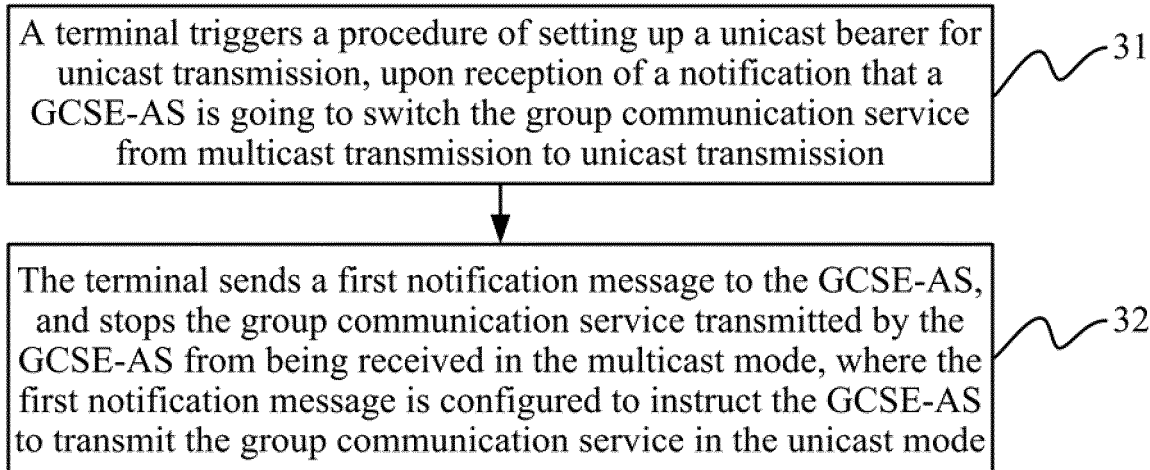 A terminal triggers a procedure of setting up a unicast bearer for
unicast transmission, upon reception of a notification that a
GCSE-AS is going to switch the group communication service
from multicast transmission to unicast transmission
31
The terminal sends a first notification message to the GCSE-AS,
and stops the group communication service transmitted by the
GCSE-AS from being received in the multicast mode, where the
first notification message is configured to instruct the GCSE-AS
to transmit the group communication service in the unicast mode
32